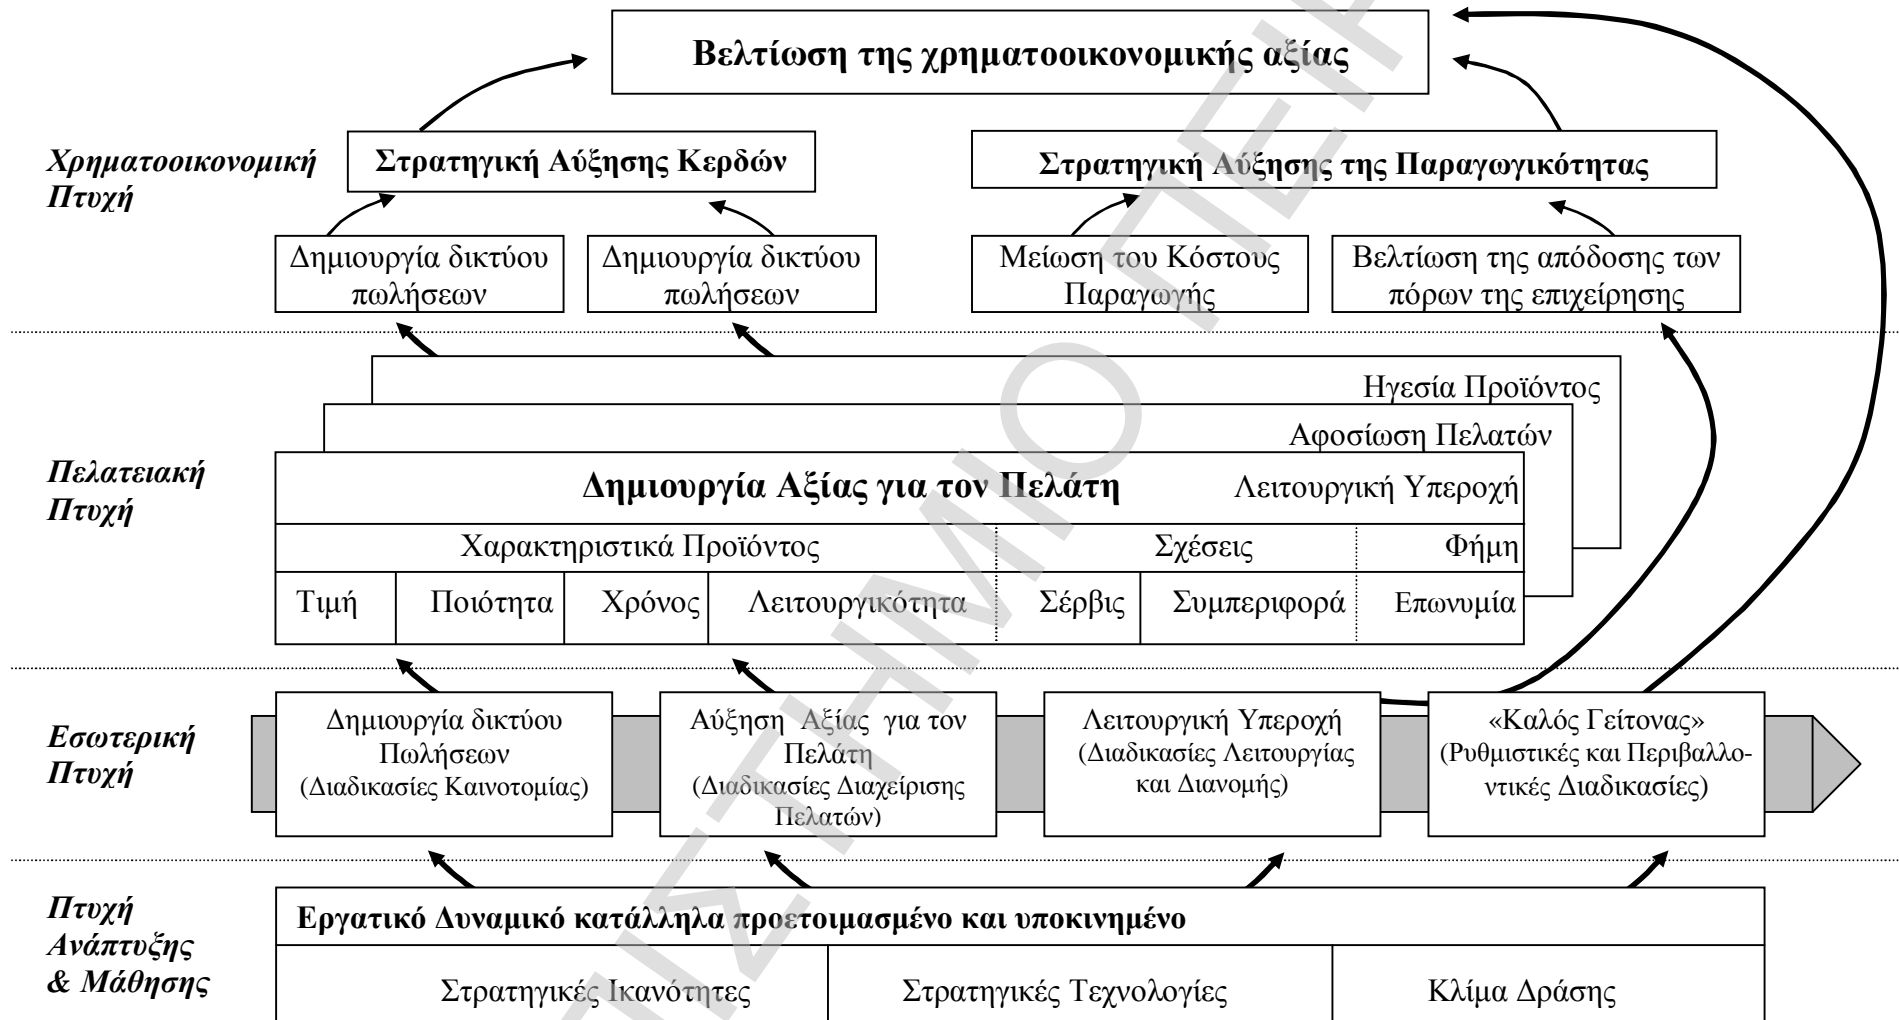 Βελτίωση της χρηματοοικονομικής αξίας
Χρηματοοικονομική
Πτυχή
Στρατηγική Αύξησης Κερδών
Στρατηγική Αύξησης της Παραγωγικότητας
Δημιουργία δικτύου
πωλήσεων
Δημιουργία δικτύου
πωλήσεων
Μείωση του Κόστους
Παραγωγής
Βελτίωση της απόδοσης των
πόρων της επιχείρησης
Ηγεσία Προϊόντος
Αφοσίωση Πελατών
Πελατειακή
Πτυχή
Δημιουργία Αξίας για τον Πελάτη
Λειτουργική Υπεροχή
Χαρακτηριστικά Προϊόντος
Σχέσεις
Φήμη
Τιμή
Ποιότητα
Χρόνος
Λειτουργικότητα
Σέρβις
Συμπεριφορά
Επωνυμία
Εσωτερική
Πτυχή
Δημιουργία δικτύου
Πωλήσεων
(Διαδικασίες Καινοτομίας)
Αύξηση Αξίας για τον
Πελάτη
(Διαδικασίες Διαχείρισης
Πελατών)
Λειτουργική Υπεροχή
(Διαδικασίες Λειτουργίας
και Διανομής)
«Καλός Γείτονας»
(Ρυθμιστικές και Περιβαλλο-
ντικές Διαδικασίες)
Πτυχή
Ανάπτυξης
& Μάθησης
Εργατικό Δυναμικό κατάλληλα προετοιμασμένο και υποκινημένο
Στρατηγικές Ικανότητες
Στρατηγικές Τεχνολογίες
Κλίμα Δράσης